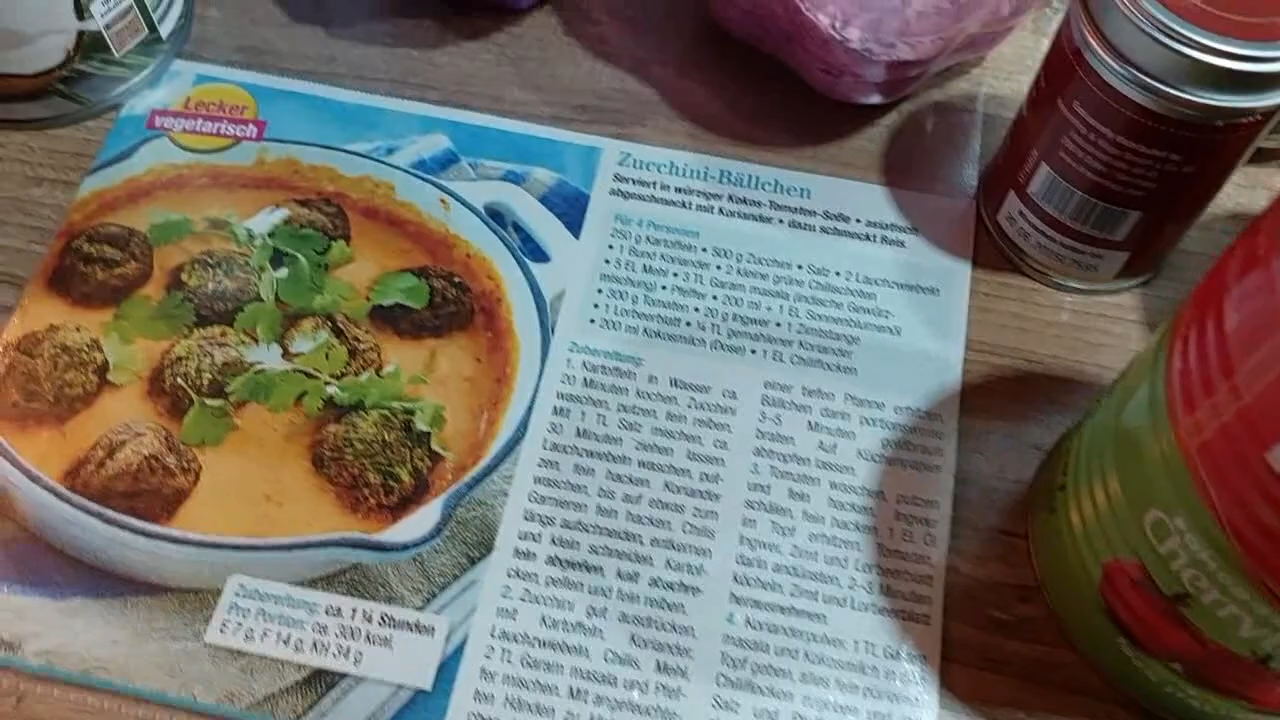 Lecker
vegetarisch
Zucchini-Bällchen
Serviert in würziger Kokos-Tomaten-Soße • asiatisch
abgeschmeckt mit Koriander • dazu schmeckt Reis.
Für 4 Personen
250 g Kartoffeln • 500 g Zucchini • Salz • 2 Lauchzwiebeln
• 1 Bund Koriander • 2 kleine grüne Chilischoten
• 5 EL Mehl • 3 TL Garam masala (indische Gewürz-
mischung) • Pfeffer • 200 ml + 1 EL Sonnenblumenöl
• 300 g Tomaten • 20 g Ingwer • 1 Zimtstange
• 1 Lorbeerblatt • ¼ TL gemahlener Koriander
• 200 ml Kokosmilch (Dose) • 1 EL Chiliflocken
Zubereitung:
1. Kartoffeln in Wasser ca.
20 Minuten kochen. Zucchini
waschen, putzen, fein reiben.
Mit 1 TL Salz mischen, ca.
30 Minuten ziehen lassen.
Lauchzwiebeln waschen, put-
zen, fein hacken. Koriander
waschen, bis auf etwas zum
Garnieren fein hacken. Chilis
längs aufschneiden, entkernen
und klein schneiden. Kartof-
feln abgießen, kalt abschre-
cken, pellen und fein reiben.
2. Zucchini gut ausdrücken,
mit Kartoffeln, Koriander,
Lauchzwiebeln, Chilis, Mehl,
2 TL Garam masala und Pfef-
fer mischen. Mit angefeuchte-
ten Händen zu
einer tiefen Pfanne erhitzen,
Bällchen darin portionsweise
3-5 Minuten goldbraun
braten. Auf Küchenpapier
abtropfen lassen.
3. Tomaten waschen, putzen
und fein hacken. Ingwer
schälen, fein hacken. 1 EL Öl
im Topf erhitzen, Tomaten,
Ingwer, Zimt und Lorbeerblatt
darin andünsten, 2-3 Minuten
köcheln, Zimt und Lorbeerblatt
herausnehmen.
4. Korianderpulver, 1 TL Garam
masala und Kokosmilch in
Topf geben, alles fein pürieren.
Chiliflocken zugeben und
Salz und
Zubereitung: ca. 1 ¼ Stunden
Pro Portion: ca. 300 kcal,
E 7 g, F 14 g, KH 34 g